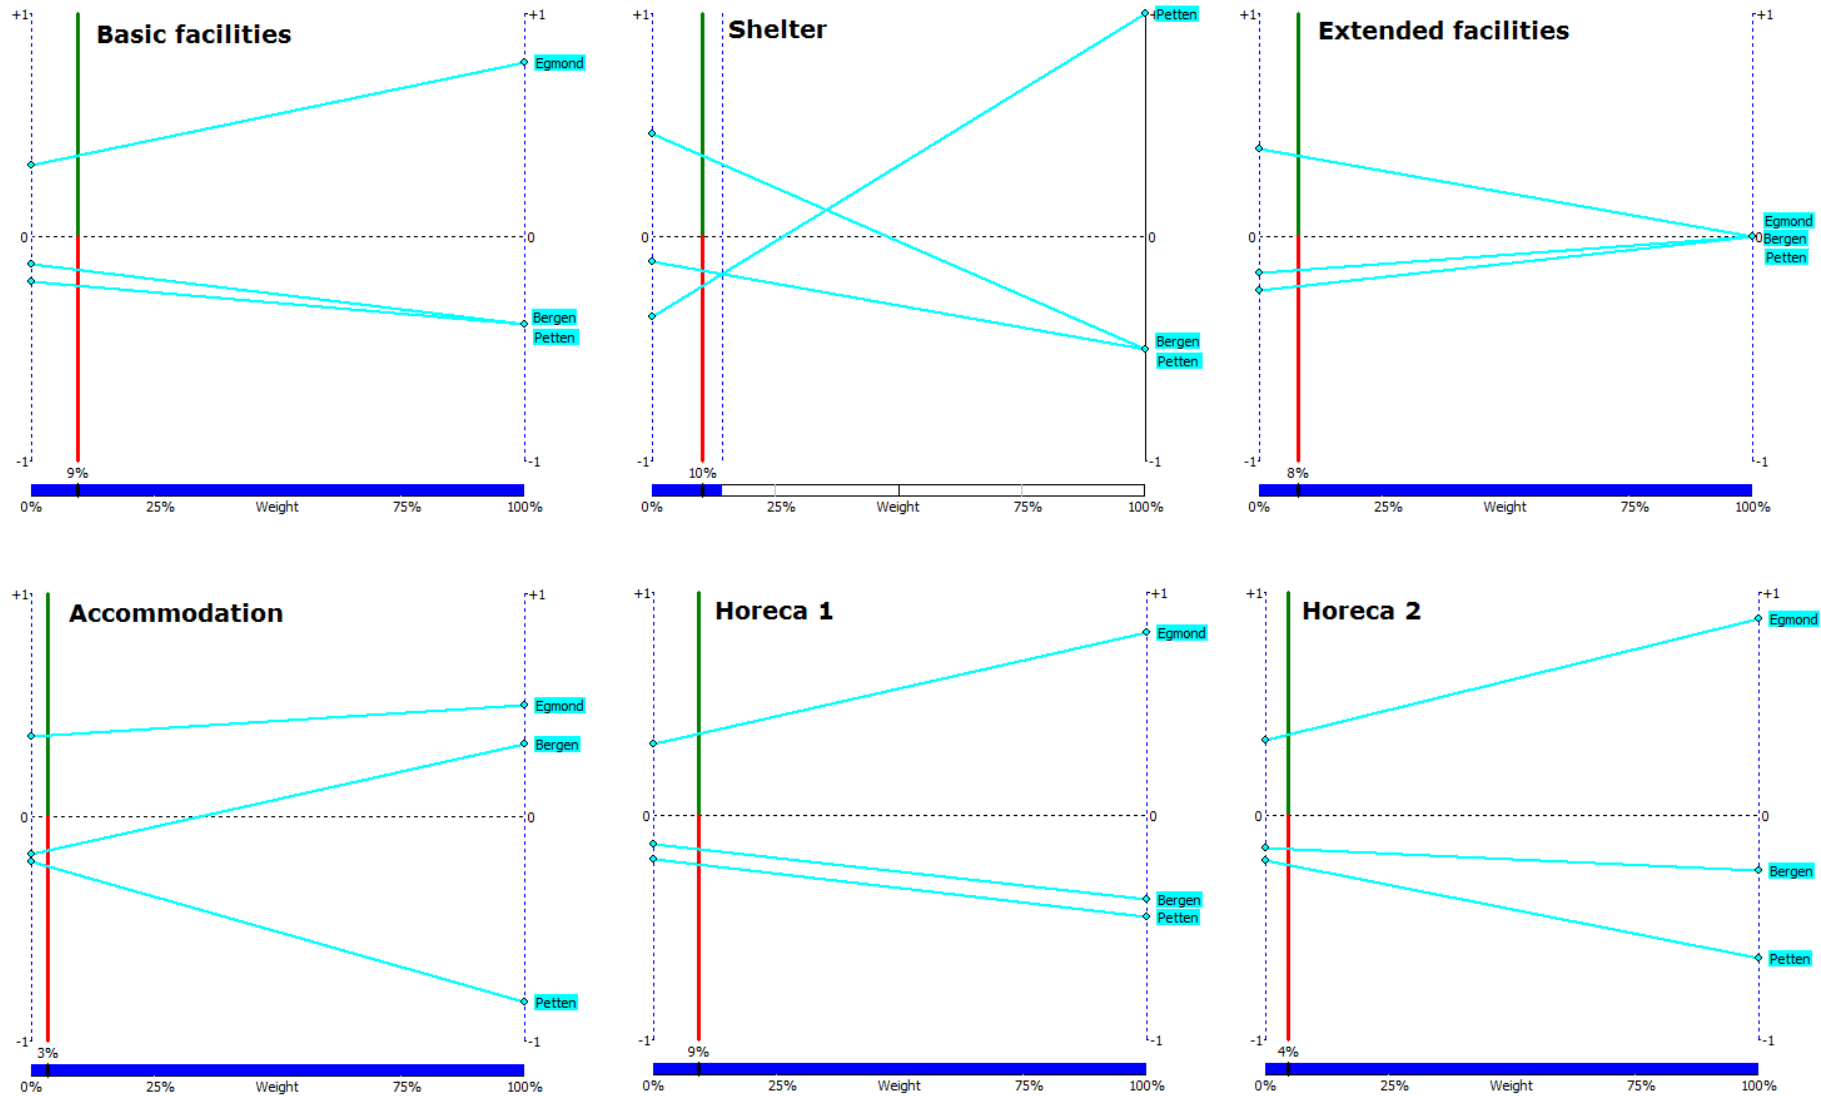 Basic facilities
+1
+1
Egmond
0
0
Bergen
Petten
-1
-1
9%
0%
25%
Weight
75%
100%
Shelter
+1
+Petten
0
0
Bergen
Petten
-1
-1
10%
0%
25%
Weight
75%
100%
Extended facilities
+1
+1
Egmond
0
0
Bergen
Petten
-1
-1
8%
0%
25%
Weight
75%
100%
Accommodation
+1
+1
Egmond
Bergen
0
0
Petten
-1
-1
3%
0%
25%
Weight
75%
100%
Horeca 1
+1
+1
Egmond
0
0
Bergen
Petten
-1
-1
9%
0%
25%
Weight
75%
100%
Horeca 2
+1
+1
Egmond
0
0
Bergen
Petten
-1
-1
4%
0%
25%
Weight
75%
100%